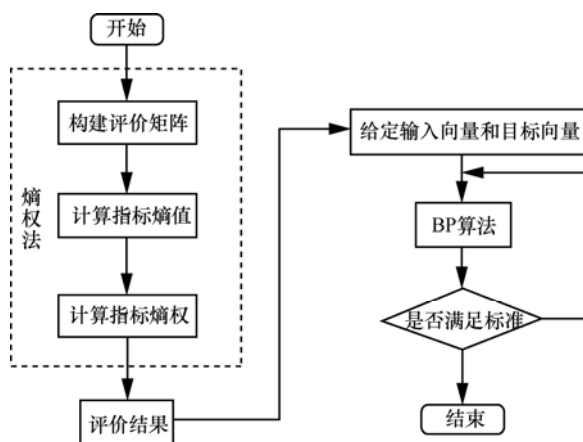 开始
构建评价矩阵
计算指标熵值
计算指标熵权
熵权法
评价结果
给定输入向量和目标向量
BP算法
是否满足标准
结束